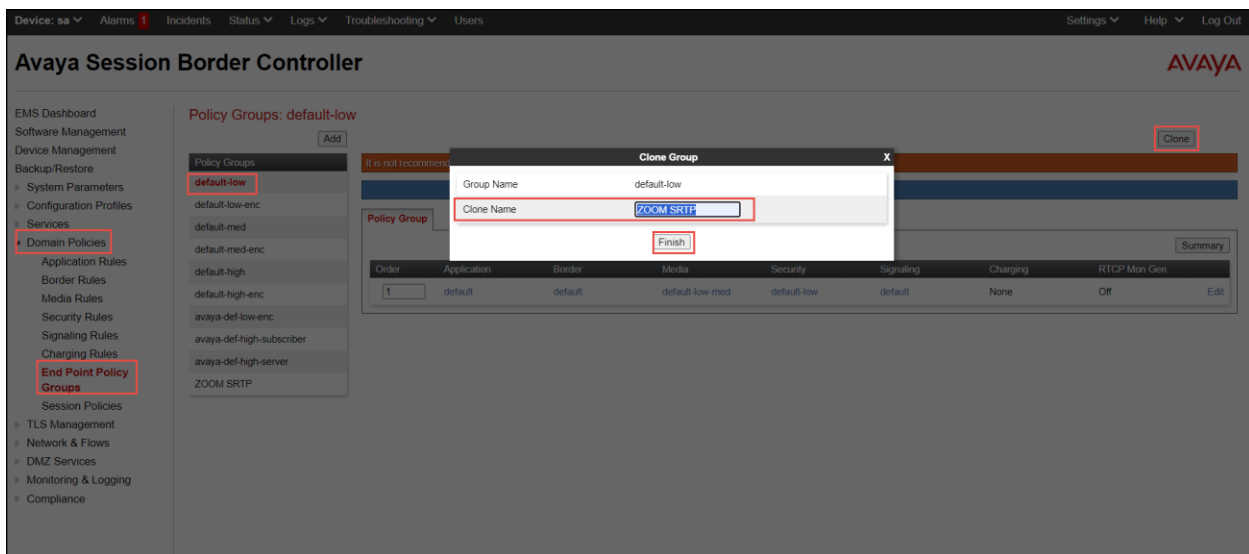 Device: sa Alarms 1 Incidents Status Logs Troubleshooting Users Settings Help Log Out
Avaya Session Border Controller
AVAYA
EMS Dashboard
Software Management
Device Management
Backup/Restore
System Parameters
Configuration Profiles
Services
Domain Policies
Application Rules
Border Rules
Media Rules
Security Rules
Signaling Rules
Charging Rules
End Point Policy
Groups
Session Policies
TLS Management
Network & Flows
DMZ Services
Monitoring & Logging
Compliance
Policy Groups: default-low
Add
Clone
Policy Groups
default-low
default-low-enc
default-med
default-med-enc
default-high
default-high-enc
avaya-def-low-enc
avaya-def-high-subscriber
avaya-def-high-server
ZOOM SRTP
It is not recommend
Clone Group X
Group Name default-low
Clone Name ZOOM SRTP
Finish
Policy Group
Summary
Order Application Border Media Security Signaling Charging RTCP Mon Gen
1 default default default-low-med default-low default None Off Edit